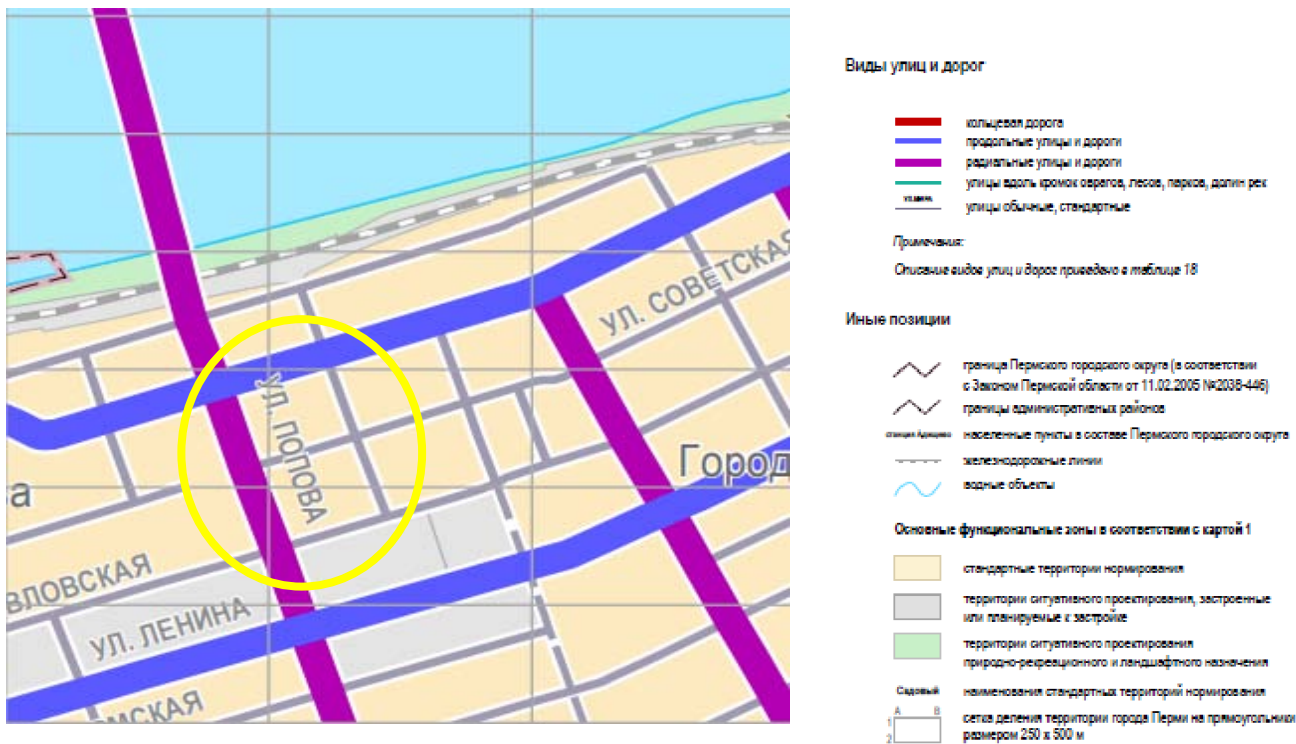 УЛ. СОВЕТСКАЯ
УЛ. ПОПОВА
Город
а
ВЛОВСКАЯ
УЛ. ЛЕНИНА
МСКАЯ
Виды улиц и дорог
кольцевая дорога
продольные улицы и дороги
радиальные улицы и дороги
улицы вдоль кромок оврагов, лесов, парков, долин рек
улицы обычные, стандартные
Примечания:
Описание видов улиц и дорог приведено в таблице 18
Иные позиции
граница Пермского городского округа (в соответствии
с Законом Пермской области от 11.02.2005 №2038-446)
границы административных районов
населенные пункты в составе Пермского городского округа
железнодорожные линии
водные объекты
Основные функциональные зоны в соответствии с картой 1
стандартные территории нормирования
территории ситуативного проектирования, застроенные
или планируемые к застройке
территории ситуативного проектирования
природно-рекреационного и ландшафтного назначения
Садовый
наименования стандартных территорий нормирования
А В
1
2
сетка деления территории города Перми на прямоугольники
размером 250 х 500 м